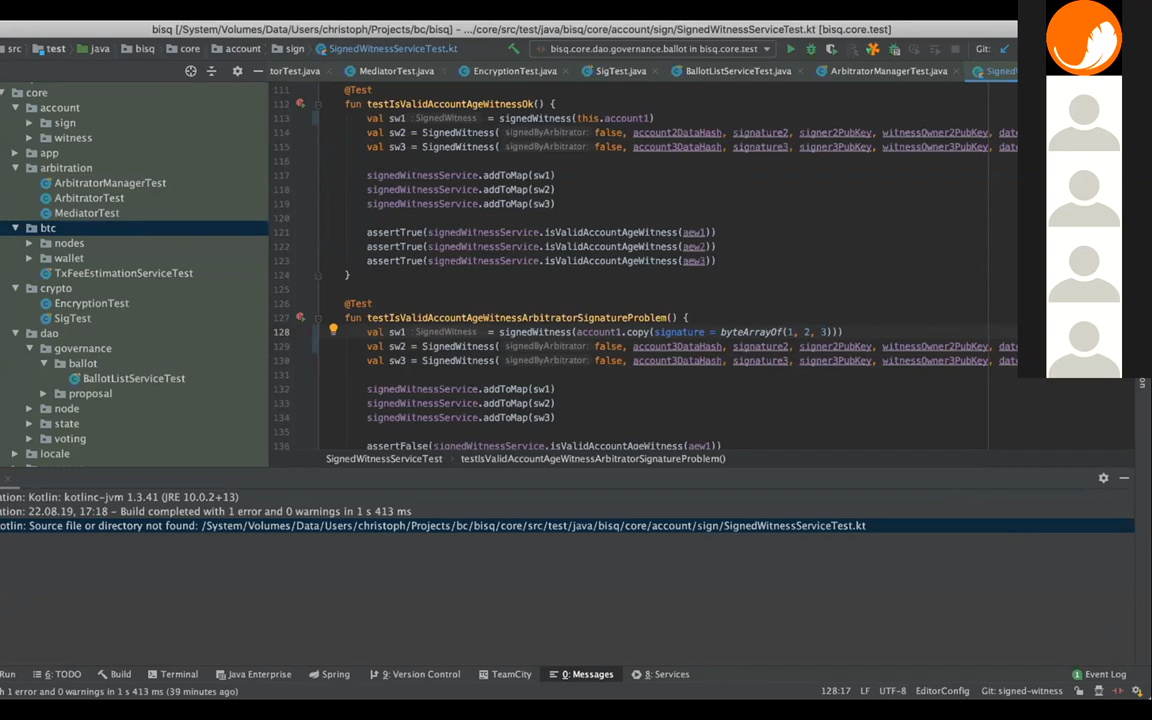 bisq [/System/Volumes/Data/Users/christoph/Projects/bc/bisq] – .../core/src/test/java/bisq/core/account/sign/SignedWitnessServiceTest.kt [bisq.core.test]
src test java bisq core account sign SignedWitnessServiceTest.kt bisq.core.dao.governance.ballot in bisq.core.test Git:
torTest.java MediatorTest.java EncryptionTest.java SigTest.java BallotListServiceTest.java ArbitratorManagerTest.java Signed
core
account
sign
witness
app
arbitration
ArbitratorManagerTest
ArbitratorTest
MediatorTest
btc
nodes
wallet
TxFeeEstimationServiceTest
crypto
EncryptionTest
SigTest
dao
governance
ballot
BallotListServiceTest
proposal
node
state
voting
locale
111 @Test
112 fun testIsValidAccountAgeWitnessOk() {
113 val sw1 : SignedWitness = signedWitness(this.account1)
114 val sw2 = SignedWitness( signedByArbitrator: false, account2DataHash, signature2, signer2PubKey, witnessOwner2PubKey, date
115 val sw3 = SignedWitness( signedByArbitrator: false, account3DataHash, signature3, signer3PubKey, witnessOwner3PubKey, date
116
117 signedWitnessService.addToMap(sw1)
118 signedWitnessService.addToMap(sw2)
119 signedWitnessService.addToMap(sw3)
120
121 assertTrue(signedWitnessService.isValidAccountAgeWitness(aew1))
122 assertTrue(signedWitnessService.isValidAccountAgeWitness(aew2))
123 assertTrue(signedWitnessService.isValidAccountAgeWitness(aew3))
124 }
125
126 @Test
127 fun testIsValidAccountAgeWitnessArbitratorSignatureProblem() {
128 val sw1 : SignedWitness = signedWitness(account1.copy(signature = byteArrayOf(1, 2, 3)))
129 val sw2 = SignedWitness( signedByArbitrator: false, account2DataHash, signature2, signer2PubKey, witnessOwner2PubKey, date
130 val sw3 = SignedWitness( signedByArbitrator: false, account3DataHash, signature3, signer3PubKey, witnessOwner3PubKey, date
131
132 signedWitnessService.addToMap(sw1)
133 signedWitnessService.addToMap(sw2)
134 signedWitnessService.addToMap(sw3)
135
136 assertFalse(signedWitnessService.isValidAccountAgeWitness(aew1))
SignedWitnessServiceTest testIsValidAccountAgeWitnessArbitratorSignatureProblem()
ation: Kotlin: kotlinc-jvm 1.3.41 (JRE 10.0.2+13)
ation: 22.08.19, 17:18 - Build completed with 1 error and 0 warnings in 1 s 413 ms
otlin: Source file or directory not found: /System/Volumes/Data/Users/christoph/Projects/bc/bisq/core/src/test/java/bisq/core/account/sign/SignedWitnessServiceTest.kt
Run 6: TODO Build Terminal Java Enterprise Spring 9: Version Control TeamCity 0: Messages 8: Services 1 Event Log
h 1 error and 0 warnings in 1 s 413 ms (39 minutes ago) 128:17 LF UTF-8 EditorConfig Git: signed-witness